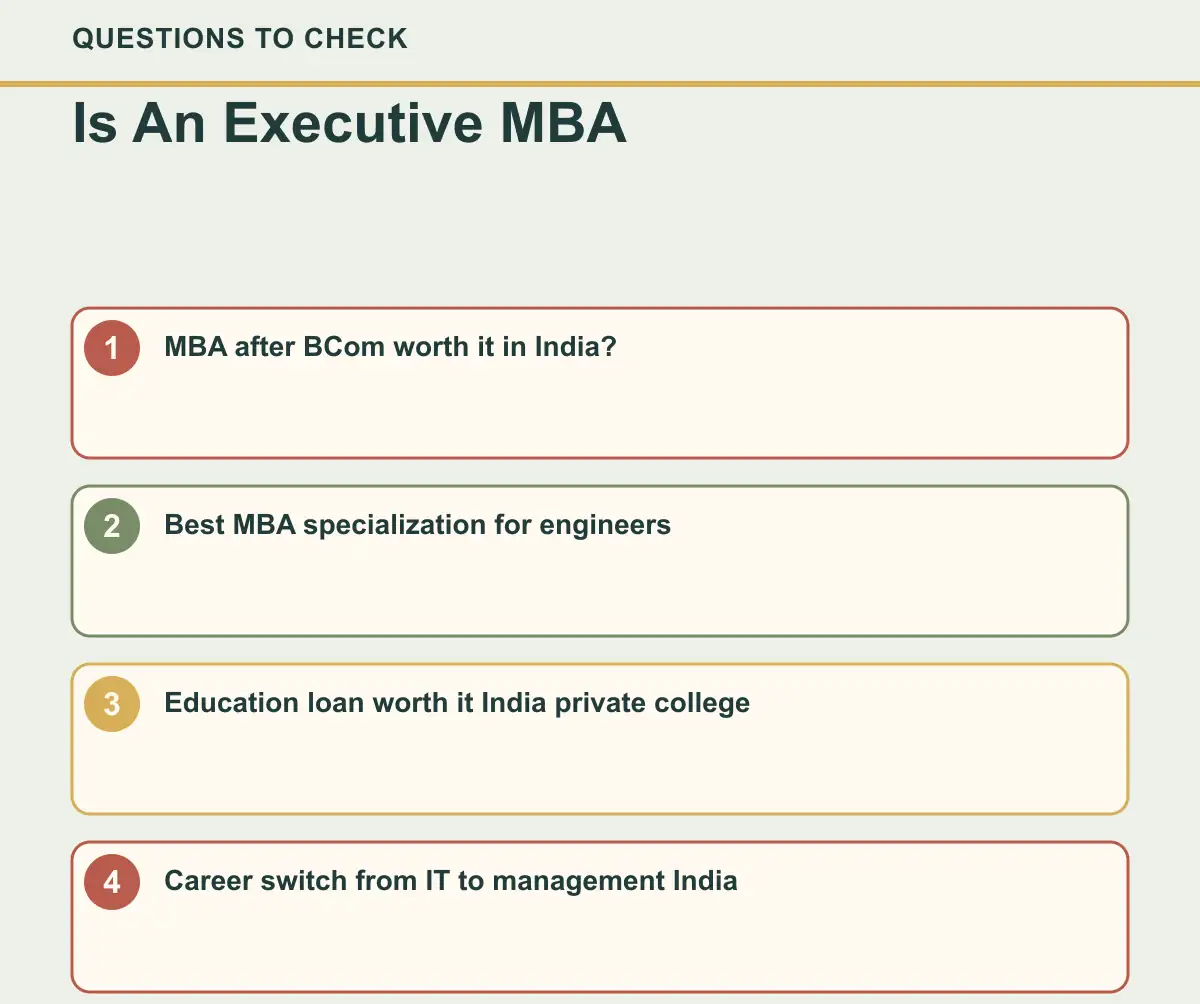 QUESTIONS TO CHECK
Is An Executive MBA
1
MBA after BCom worth it in India?
2
Best MBA specialization for engineers
3
Education loan worth it India private college
4
Career switch from IT to management India